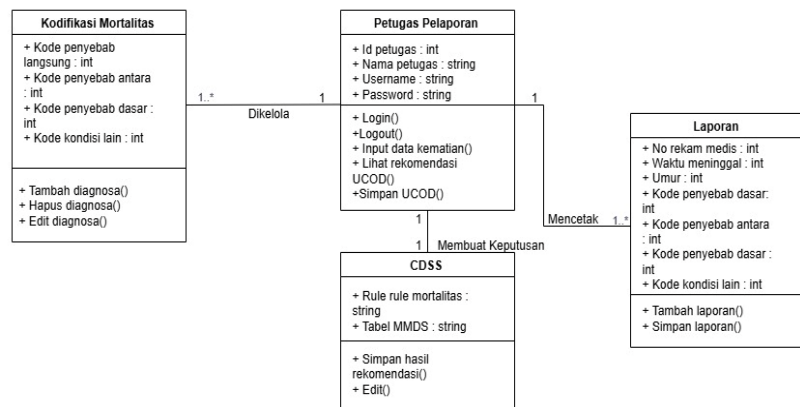 Kodifikasi Mortalitas
+ Kode penyebab
langsung : int
+ Kode penyebab antara
: int
+ Kode penyebab dasar :
int
+ Kode kondisi lain : int
+ Tambah diagnosa()
+ Hapus diagnosa()
+ Edit diagnosa()
1..*
1
Dikelola
Petugas Pelaporan
+ Id petugas : int
+ Nama petugas : string
+ Username : string
+ Password : string
+ Login()
+Logout()
+ Input data kematian()
+ Lihat rekomendasi
UCOD()
+Simpan UCOD()
1
Mencetak
1..*
1
1
Membuat Keputusan
CDSS
+ Rule rule mortalitas :
string
+ Tabel MMDS : string
+ Simpan hasil
rekomendasi()
+ Edit()
Laporan
+ No rekam medis : int
+ Waktu meninggal : int
+ Umur : int
+ Kode penyebab dasar:
int
+ Kode penyebab antara
: int
+ Kode penyebab dasar :
int
+ Kode kondisi lain : int
+ Tambah laporan()
+ Simpan laporan()